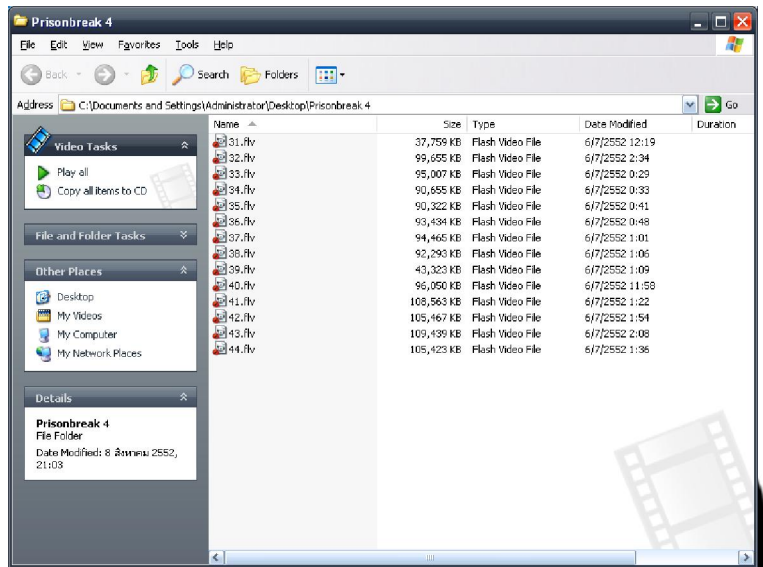 Prisonbreak 4
File Edit View Favorites Tools Help
Back Search Folders
Address C:\Documents and Settings\Administrator\Desktop\Prisonbreak 4 Go
Name Size Type Date Modified Duration
Video Tasks
Play all
Copy all items to CD
File and Folder Tasks
Other Places
Desktop
My Videos
My Computer
My Network Places
Details
Prisonbreak 4
File Folder
Date Modified: 8 สิงหาคม 2552,
21:03
31.flv 37,759 KB Flash Video File 6/7/2552 12:19
32.flv 99,655 KB Flash Video File 6/7/2552 2:34
33.flv 95,007 KB Flash Video File 6/7/2552 0:29
34.flv 90,655 KB Flash Video File 6/7/2552 0:33
35.flv 90,322 KB Flash Video File 6/7/2552 0:41
36.flv 93,434 KB Flash Video File 6/7/2552 0:48
37.flv 94,465 KB Flash Video File 6/7/2552 1:01
38.flv 92,293 KB Flash Video File 6/7/2552 1:06
39.flv 43,323 KB Flash Video File 6/7/2552 1:09
40.flv 96,050 KB Flash Video File 6/7/2552 11:58
41.flv 108,563 KB Flash Video File 6/7/2552 1:22
42.flv 105,467 KB Flash Video File 6/7/2552 1:54
43.flv 109,439 KB Flash Video File 6/7/2552 2:08
44.flv 105,423 KB Flash Video File 6/7/2552 1:36